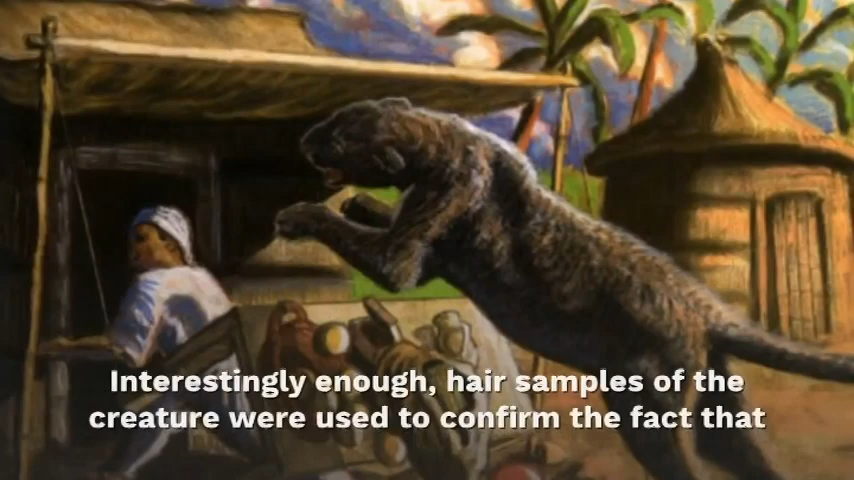 Interestingly enough, hair samples of the
creature were used to confirm the fact that